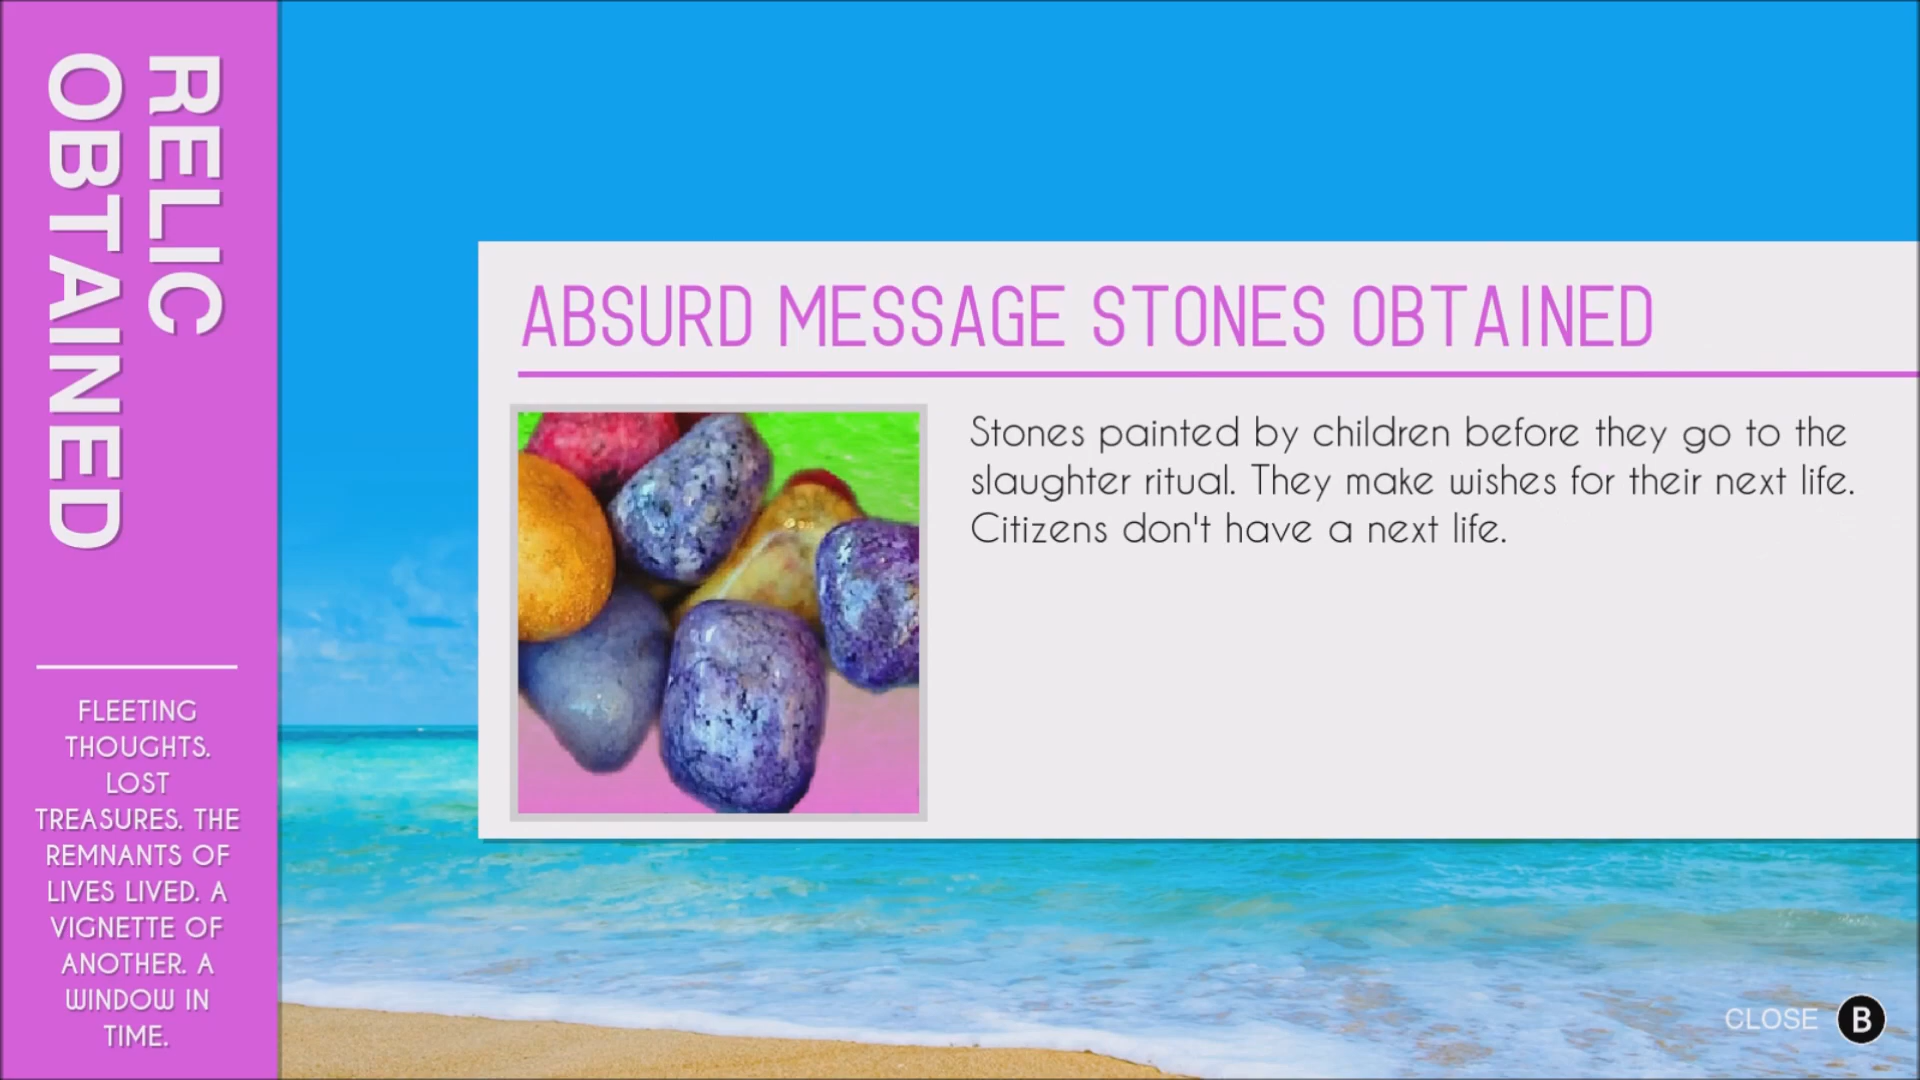 RELIC
OBTAINED
FLEETING
THOUGHTS.
LOST
TREASURES. THE
REMNANTS OF
LIVES LIVED. A
VIGNETTE OF
ANOTHER. A
WINDOW IN
TIME.
ABSURD MESSAGE STONES OBTAINED
Stones painted by children before they go to the
slaughter ritual. They make wishes for their next life.
Citizens don't have a next life.
CLOSE B